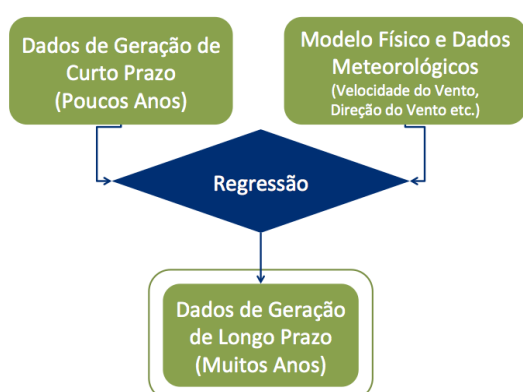 Dados de Geração de
Curto Prazo
(Poucos Anos)
Modelo Físico e Dados
Meteorológicos
(Velocidade do Vento,
Direção do Vento etc.)
Regressão
Dados de Geração
de Longo Prazo
(Muitos Anos)